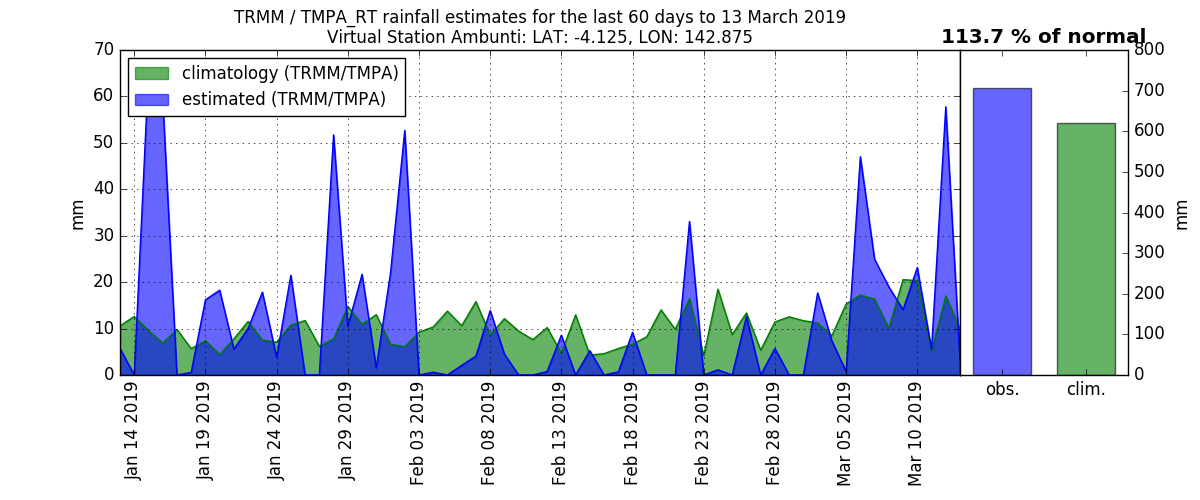 TRMM / TMPA_RT rainfall estimates for the last 60 days to 13 March 2019
Virtual Station Ambunti: LAT: -4.125, LON: 142.875
113.7 % of normal
climatology (TRMM/TMPA)
estimated (TRMM/TMPA)
70
60
50
40
30
20
10
0
mm
800
700
600
500
400
300
200
100
0
mm
Jan 14 2019
Jan 19 2019
Jan 24 2019
Jan 29 2019
Feb 03 2019
Feb 08 2019
Feb 13 2019
Feb 18 2019
Feb 23 2019
Feb 28 2019
Mar 05 2019
Mar 10 2019
obs.
clim.